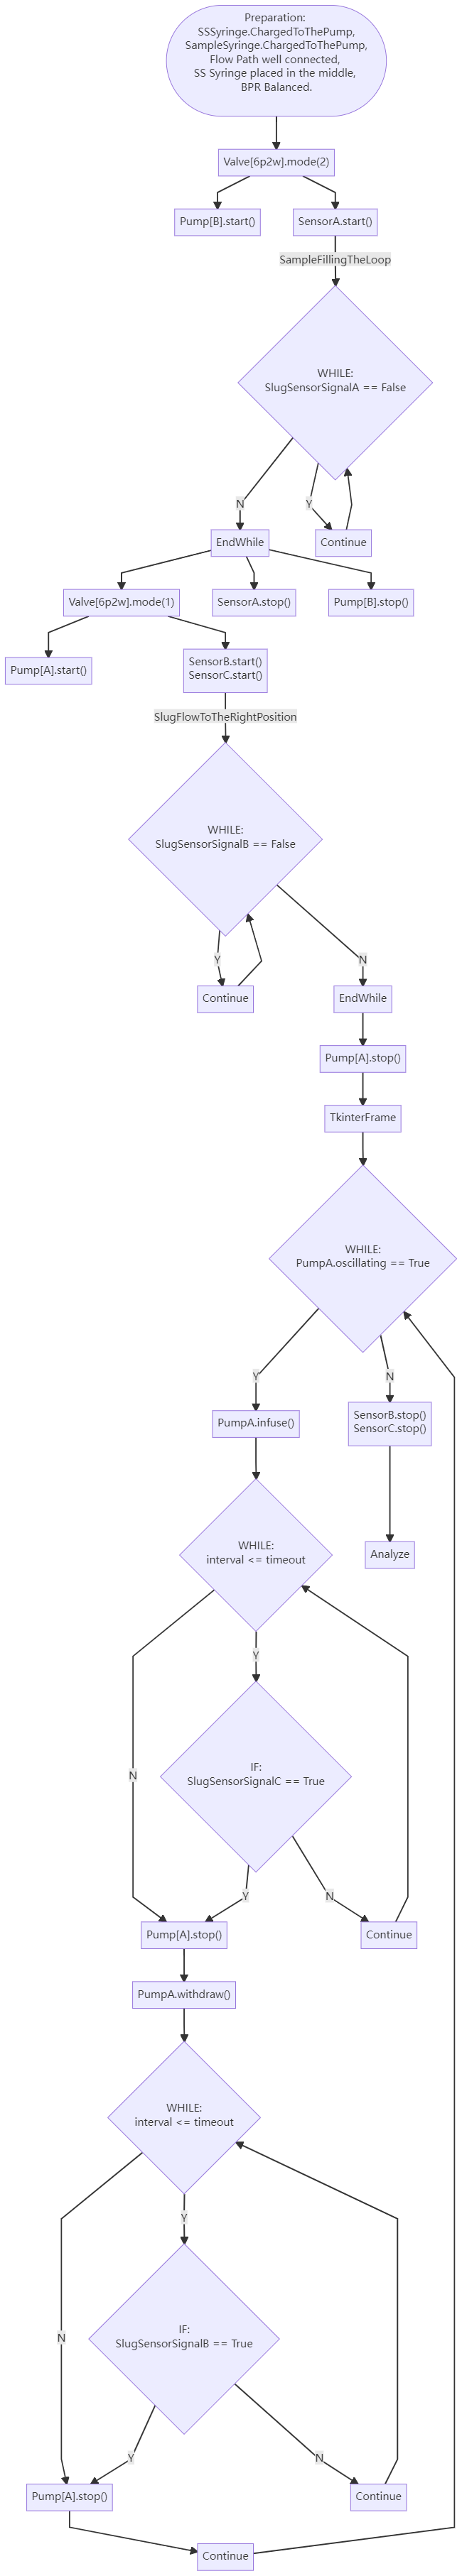 Preparation:
SSSyringe.ChargedToThePump,
SampleSyringe.ChargedToThePump,
Flow Path well connected,
SS Syringe placed in the middle,
BPR Balanced.
Valve[6p2w].mode(2)
Pump[B].start()
SensorA.start()
SampleFillingTheLoop
WHILE:
SlugSensorSignalA == False
N
Y
EndWhile
Continue
Valve[6p2w].mode(1)
SensorA.stop()
Pump[B].stop()
Pump[A].start()
SensorB.start()
SensorC.start()
SlugFlowToTheRightPosition
WHILE:
SlugSensorSignalB == False
Y
N
Continue
EndWhile
Pump[A].stop()
TkinterFrame
WHILE:
PumpA.oscillating == True
Y
N
PumpA.infuse()
SensorB.stop()
SensorC.stop()
WHILE:
interval <= timeout
Analyze
Y
IF:
SlugSensorSignalC == True
N
Y
N
Pump[A].stop()
Continue
PumpA.withdraw()
WHILE:
interval <= timeout
Y
IF:
SlugSensorSignalB == True
N
Y
N
Pump[A].stop()
Continue
Continue